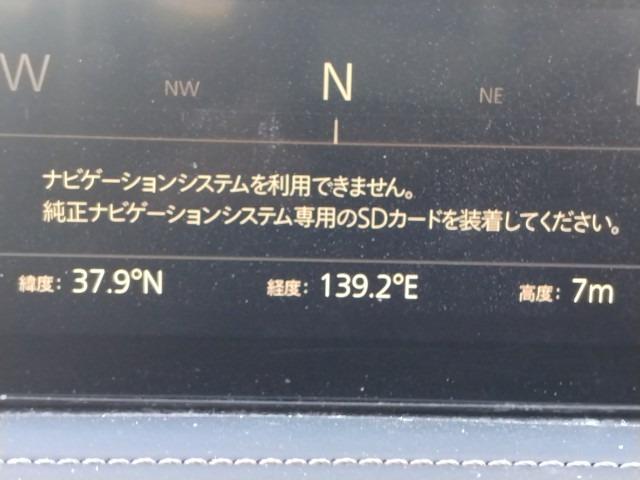 W NW N NE
ナビゲーションシステムを利用できません。
純正ナビゲーションシステム専用のSDカードを装着してください。
緯度: 37.9°N 経度: 139.2°E 高度: 7m